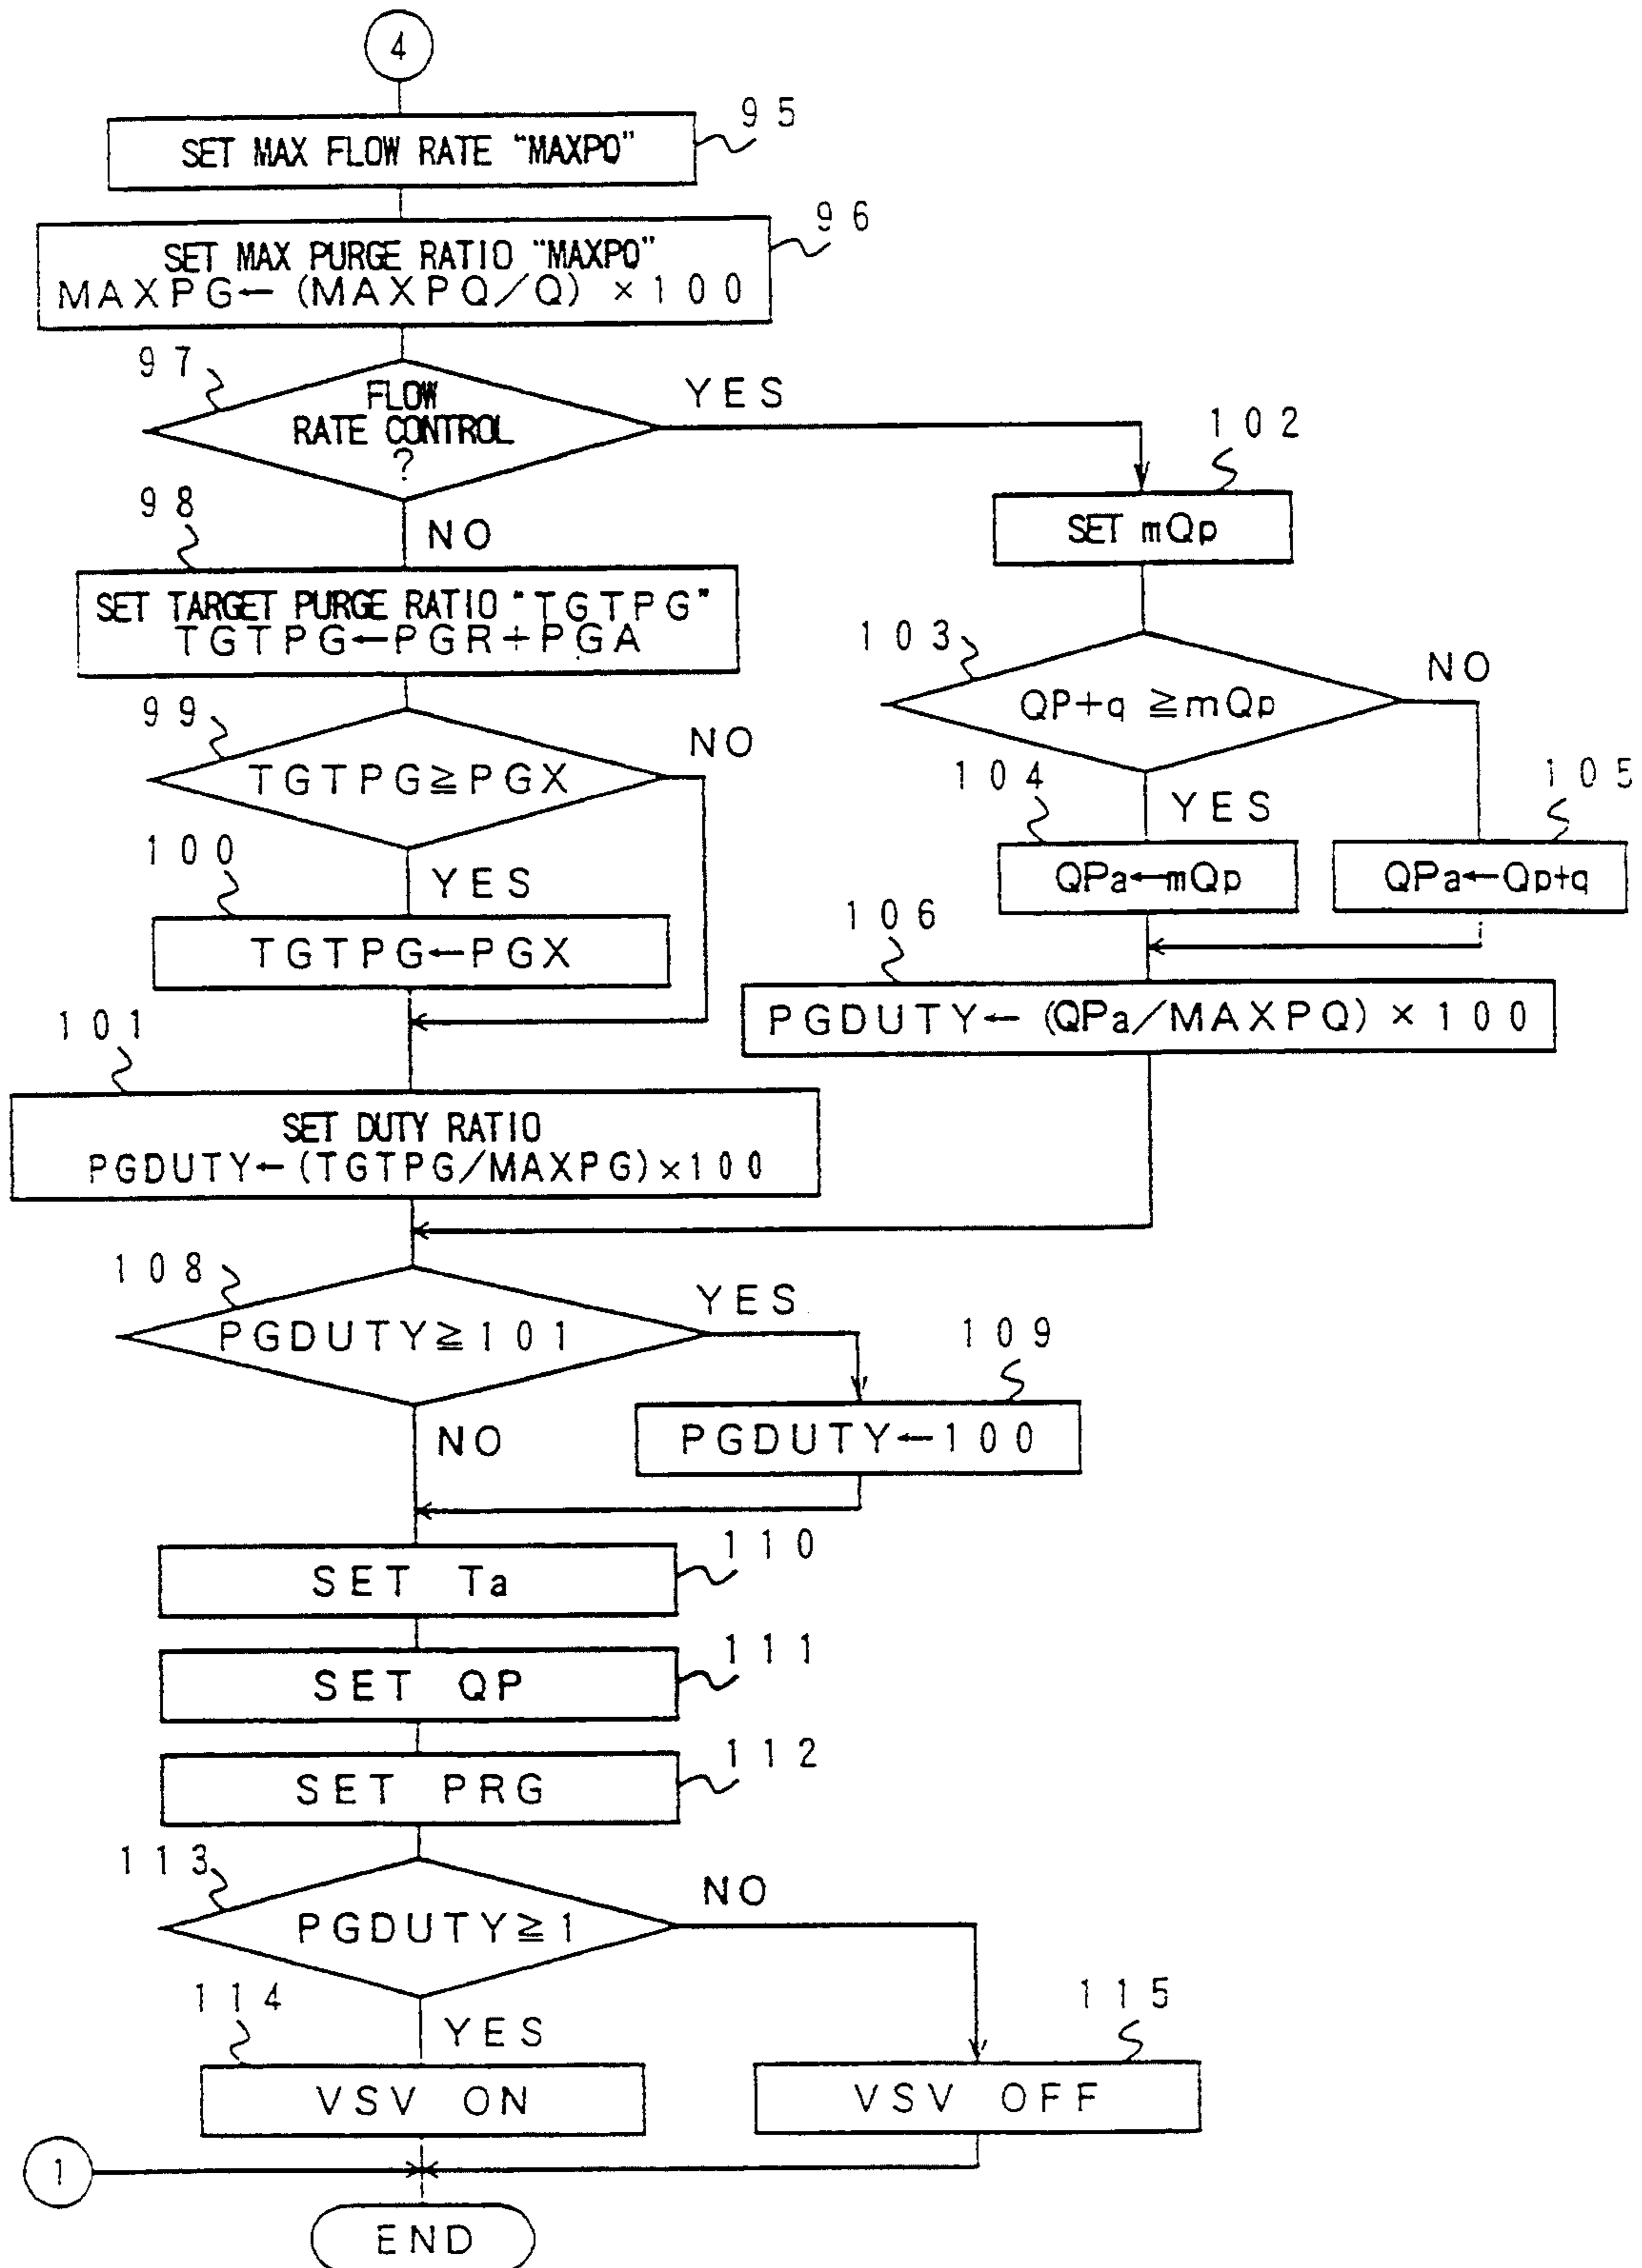 4
95
SET MAX FLOW RATE "MAXPQ"
96
SET MAX PURGE RATIO "MAXPO"
MAXPG←(MAXPQ/Q)×100
97
FLOW
RATE CONTROL
?
YES
NO
102
SET mQp
98
SET TARGET PURGE RATIO "TGTPG"
TGTPG←PGR+PGA
103
QP+q ≧mQp
NO
99
TGTPG≧PGX
NO
104
YES
105
100
YES
QPa←mQp
QPa←Qp+q
TGTPG←PGX
106
PGDUTY←(QPa/MAXPQ)×100
101
SET DUTY RATIO
PGDUTY←(TGTPG/MAXPG)×100
108
PGDUTY≧101
YES
109
NO
PGDUTY←100
110
SET Ta
111
SET QP
112
SET PRG
113
PGDUTY≧1
NO
114
YES
115
VSV ON
VSV OFF
1
END